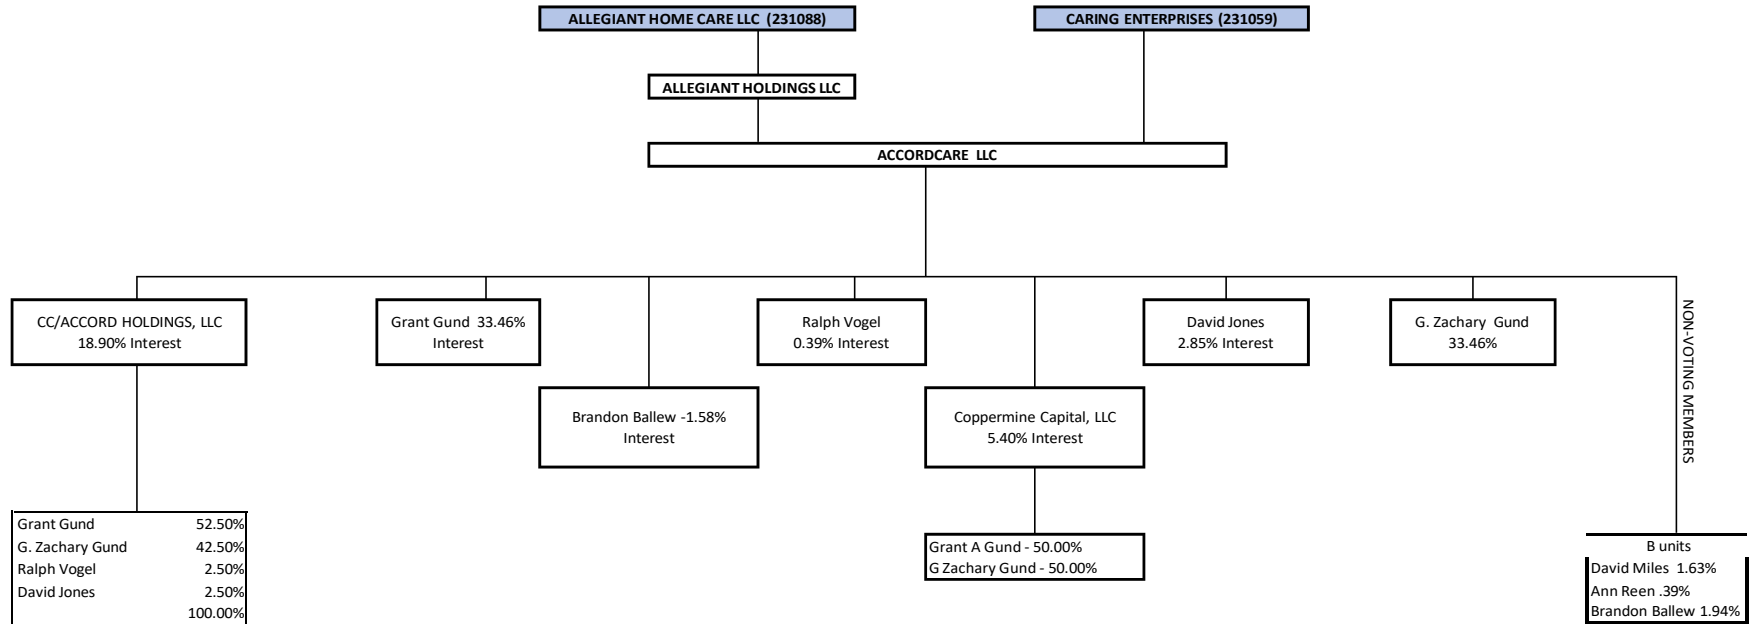 ALLEGIANT HOME CARE LLC (231088)
CARING ENTERPRISES (231059)
ALLEGIANT HOLDINGS LLC
ACCORDCARE LLC
CC/ACCORD HOLDINGS, LLC
18.90% Interest
Grant Gund 33.46%
Interest
Ralph Vogel
0.39% Interest
David Jones
2.85% Interest
G. Zachary Gund
33.46%
NON-VOTING MEMBERS
Brandon Ballew -1.58%
Interest
Coppermine Capital, LLC
5.40% Interest
Grant Gund 52.50%
G. Zachary Gund 42.50%
Ralph Vogel 2.50%
David Jones 2.50%
100.00%
Grant A Gund - 50.00%
G Zachary Gund - 50.00%
B units
David Miles 1.63%
Ann Reen .39%
Brandon Ballew 1.94%